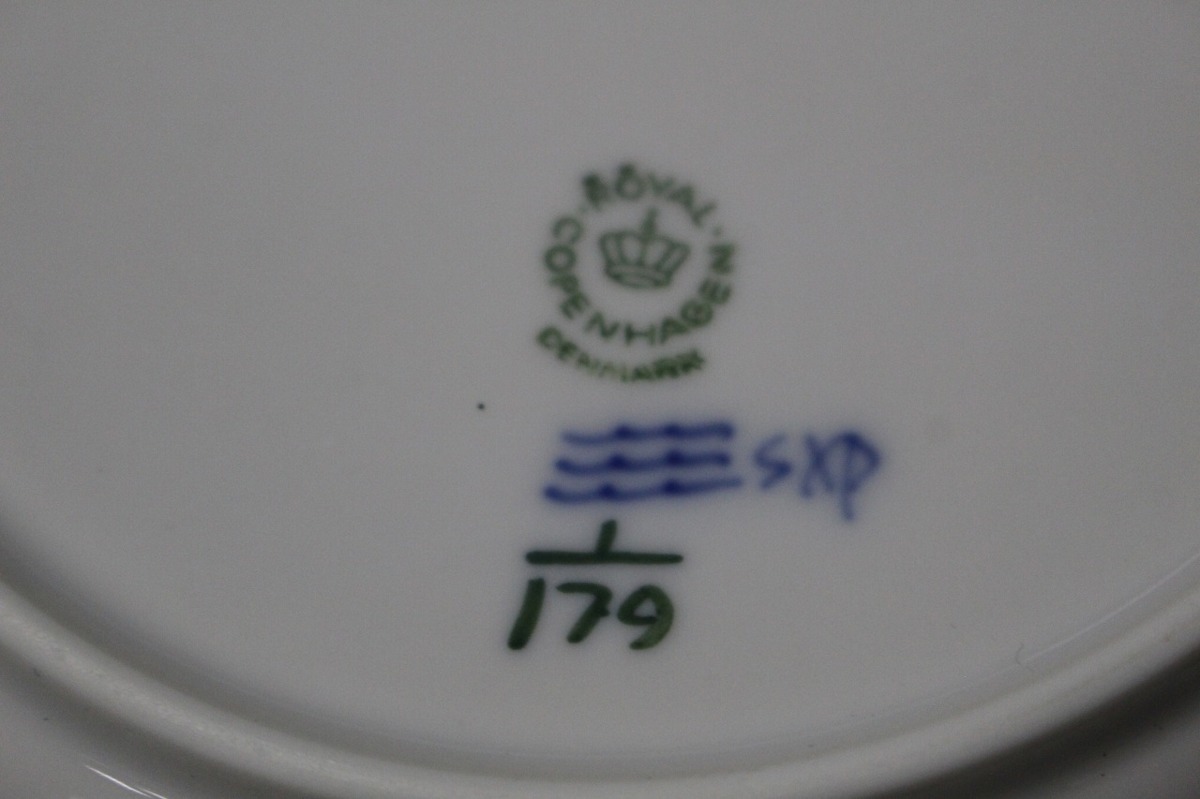 · ROYAL ·
COPENHAGEN
DENMARK
SXP
1
179